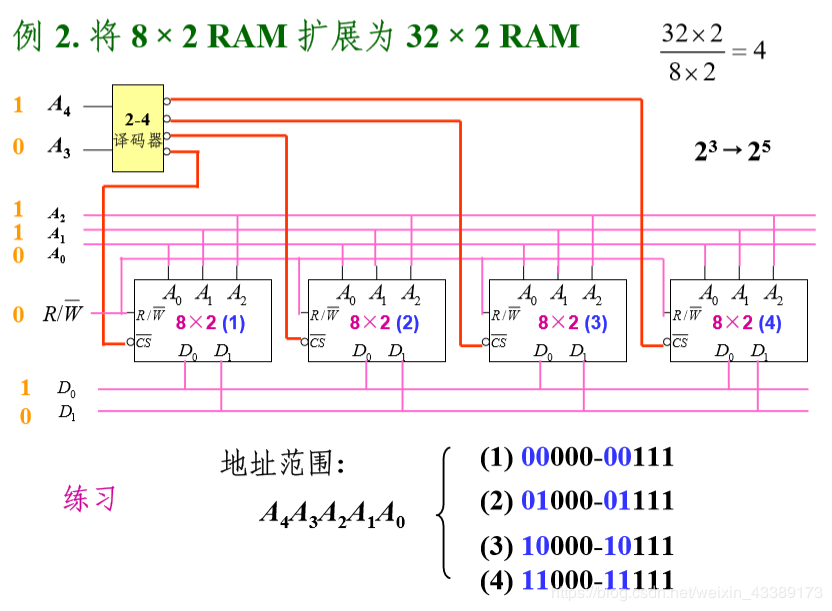 例 2. 将 8 × 2 RAM 扩展为 32 × 2 RAM
32×2
8×2
= 4
2³→2⁵
1 A₄
0 A₃
2-4
译码器
1 A₂
1 A₁
0 A₀
0 R/W̅
A₀ A₁ A₂
R/W̅
8×2 (1)
C̅S̅
D₀ D₁
A₀ A₁ A₂
R/W̅
8×2 (2)
C̅S̅
D₀ D₁
A₀ A₁ A₂
R/W̅
8×2 (3)
C̅S̅
D₀ D₁
A₀ A₁ A₂
R/W̅
8×2 (4)
C̅S̅
D₀ D₁
1 D₀
0 D₁
练习
地址范围:
A₄A₃A₂A₁A₀
(1) 00000-00111
(2) 01000-01111
(3) 10000-10111
(4) 11000-11111
https://blog.csdn.net/weixin_43389173